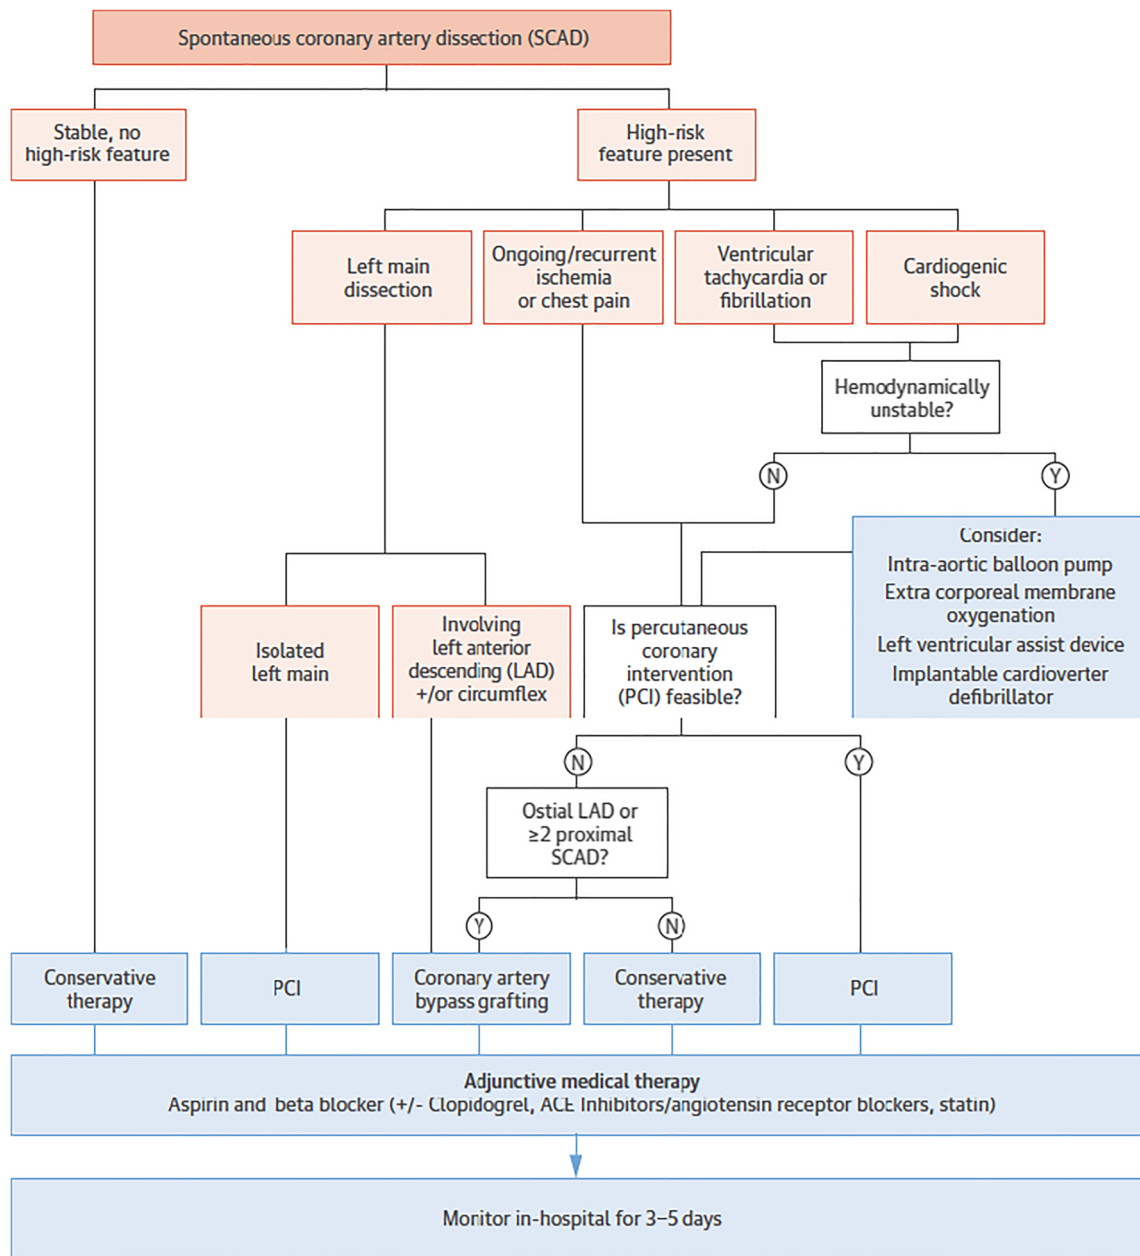 Spontaneous coronary artery dissection (SCAD)
Stable, no
high-risk feature
High-risk
feature present
Left main
dissection
Ongoing/recurrent
ischemia
or chest pain
Ventricular
tachycardia or
fibrillation
Cardiogenic
shock
Hemodynamically
unstable?
N
Y
Consider:
Intra-aortic balloon pump
Extra corporeal membrane
oxygenation
Left ventricular assist device
Implantable cardioverter
defibrillator
Isolated
left main
Involving
left anterior
descending (LAD)
+/or circumflex
Is percutaneous
coronary
intervention
(PCI) feasible?
N
Y
Ostial LAD or
≥2 proximal
SCAD?
Y
N
Conservative
therapy
PCI
Coronary artery
bypass grafting
Conservative
therapy
PCI
Adjunctive medical therapy
Aspirin and beta blocker (+/- Clopidogrel, ACE Inhibitors/angiotensin receptor blockers, statin)
Monitor in-hospital for 3–5 days